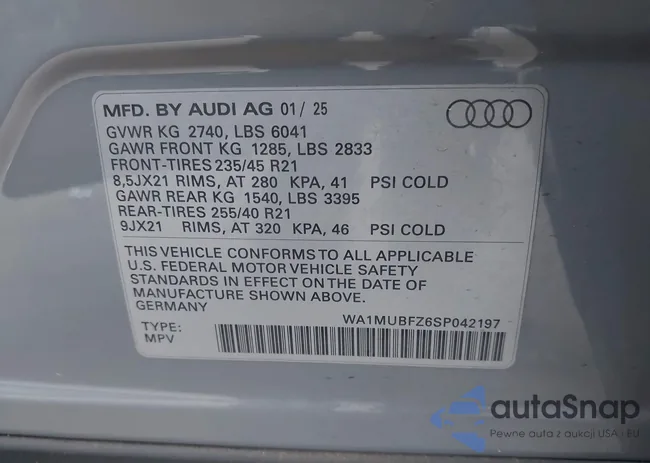 MFD. BY AUDI AG 01/ 25
GVWR KG 2740, LBS 6041
GAWR FRONT KG 1285, LBS 2833
FRONT-TIRES 235/45 R21
8,5JX21 RIMS, AT 280 KPA, 41 PSI COLD
GAWR REAR KG 1540, LBS 3395
REAR-TIRES 255/40 R21
9JX21 RIMS, AT 320 KPA, 46 PSI COLD
THIS VEHICLE CONFORMS TO ALL APPLICABLE
U.S. FEDERAL MOTOR VEHICLE SAFETY
STANDARDS IN EFFECT ON THE DATE OF
MANUFACTURE SHOWN ABOVE.
GERMANY
WA1MUBFZ6SP042197
TYPE:
MPV
autoSnap
Pewne auta z aukcji USA - EU